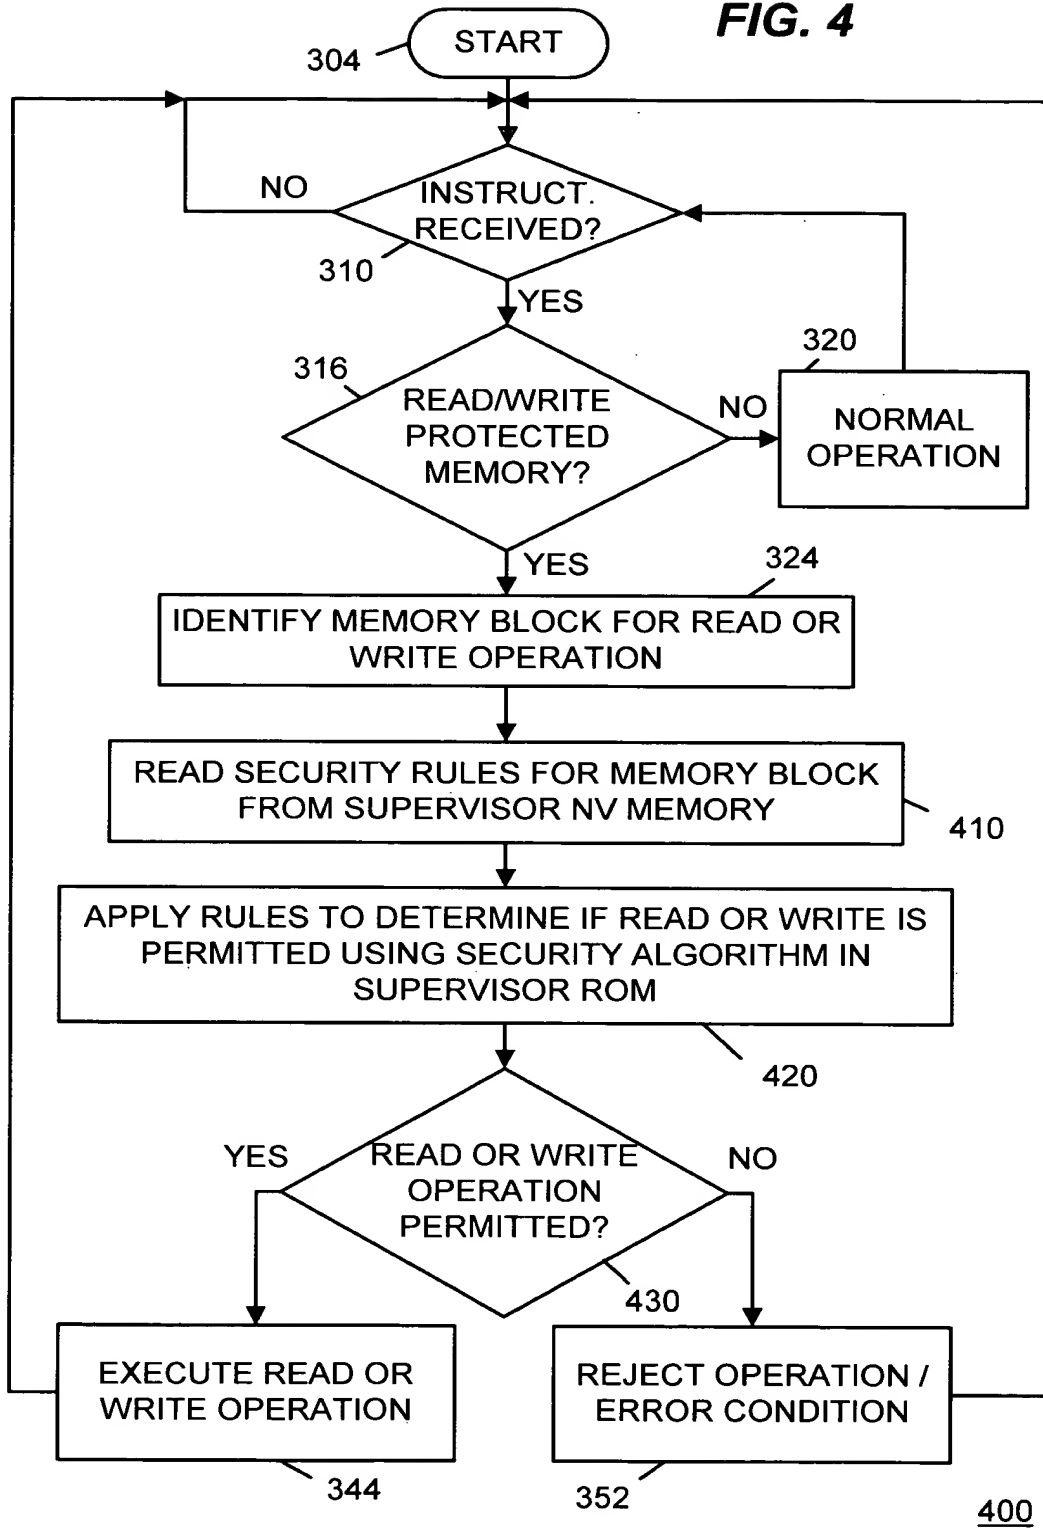 FIG. 4
START
304
NO
INSTRUCT.
RECEIVED?
310
YES
320
316
READ/WRITE
PROTECTED
MEMORY?
NO
NORMAL
OPERATION
YES
324
IDENTIFY MEMORY BLOCK FOR READ OR
WRITE OPERATION
READ SECURITY RULES FOR MEMORY BLOCK
FROM SUPERVISOR NV MEMORY
410
APPLY RULES TO DETERMINE IF READ OR WRITE IS
PERMITTED USING SECURITY ALGORITHM IN
SUPERVISOR ROM
420
YES
READ OR WRITE
OPERATION
PERMITTED?
NO
430
EXECUTE READ OR
WRITE OPERATION
REJECT OPERATION /
ERROR CONDITION
344
352
400